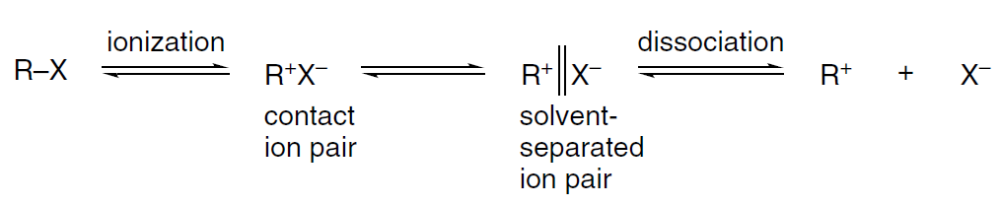 ionization
dissociation
R–X
R⁺X⁻
R⁺‖X⁻
R⁺ + X⁻
contact
ion pair
solvent-
separated
ion pair